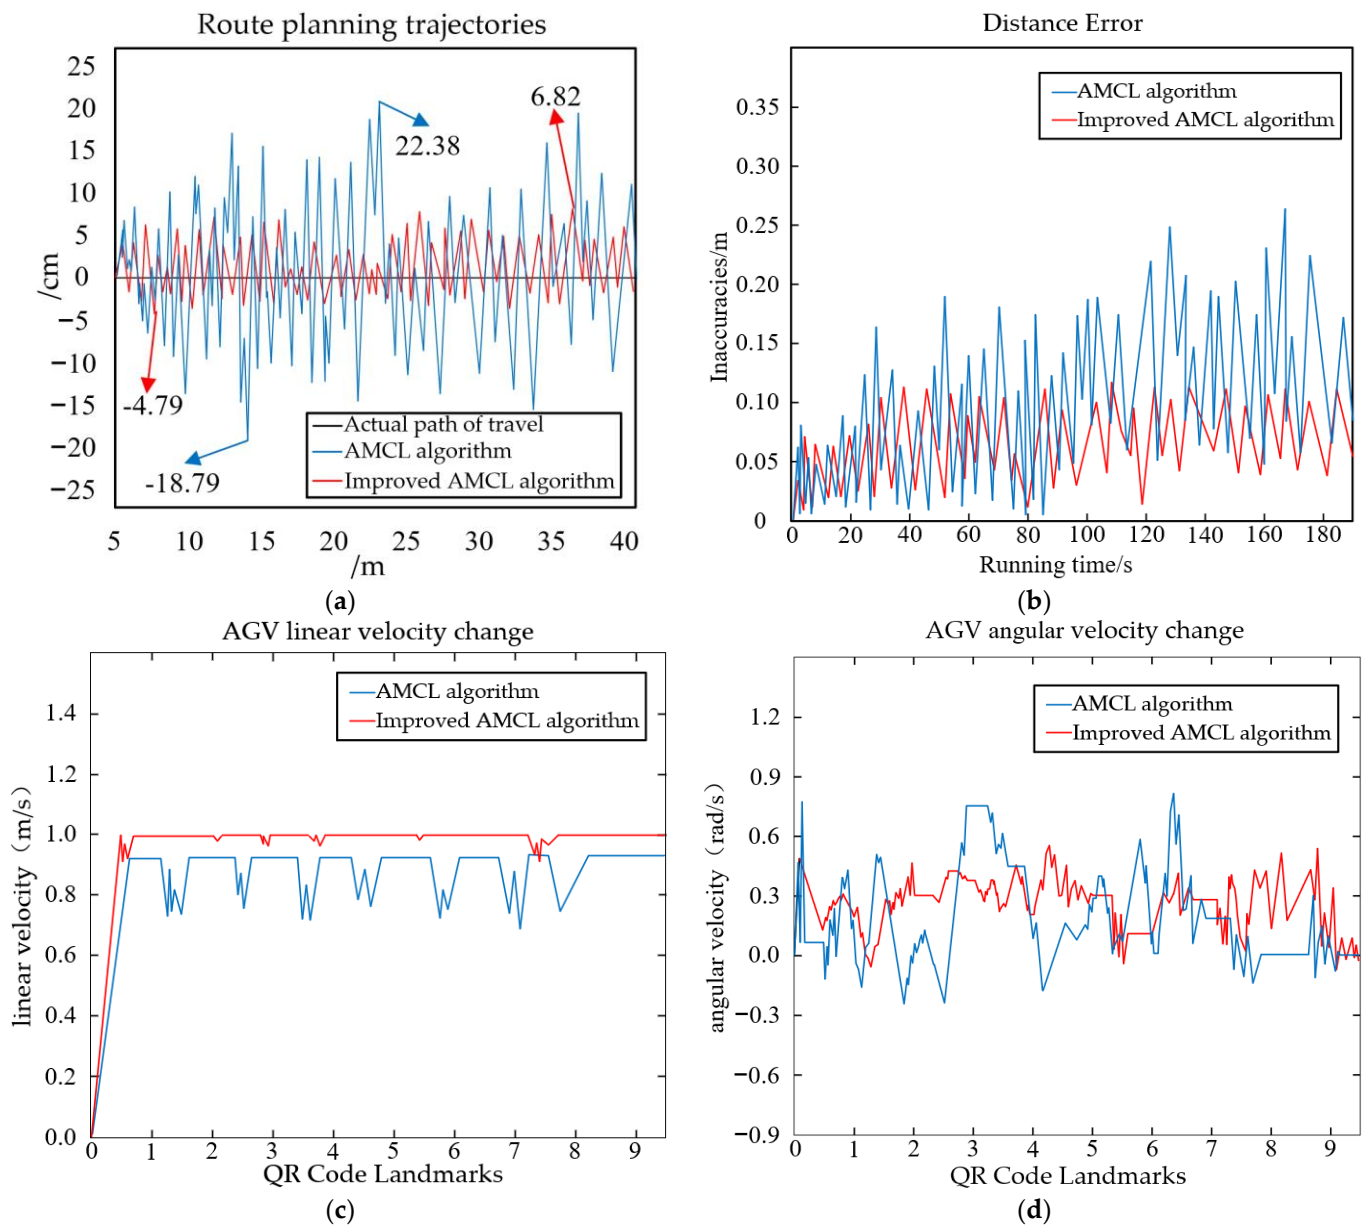 Route planning trajectories
25
20
15
10
5
0
−5
−10
−15
−20
−25
/cm
22.38
6.82
-4.79
-18.79
Actual path of travel
AMCL algorithm
Improved AMCL algorithm
5 10 15 20 25 30 35 40
/m
(a)
Distance Error
0.35
0.30
0.25
0.20
0.15
0.10
0.05
0
Inaccuracies/m
AMCL algorithm
Improved AMCL algorithm
0 20 40 60 80 100 120 140 160 180
Running time/s
(b)
AGV linear velocity change
1.4
1.2
1.0
0.8
0.6
0.4
0.2
0.0
linear velocity（m/s）
AMCL algorithm
Improved AMCL algorithm
0 1 2 3 4 5 6 7 8 9
QR Code Landmarks
(c)
AGV angular velocity change
1.2
0.9
0.6
0.3
0.0
−0.3
−0.6
−0.9
angular velocity（rad/s）
AMCL algorithm
Improved AMCL algorithm
0 1 2 3 4 5 6 7 8 9
QR Code Landmarks
(d)